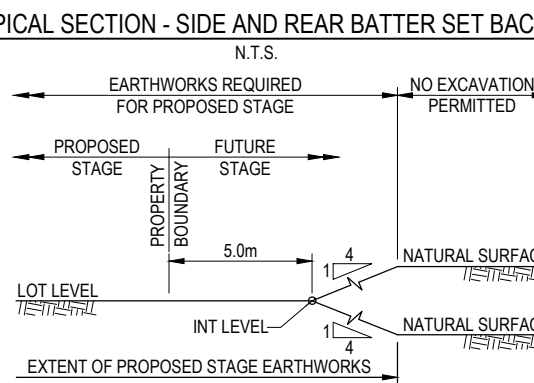 PICAL SECTION - SIDE AND REAR BATTER SET BAC
N.T.S.
EARTHWORKS REQUIRED
FOR PROPOSED STAGE
NO EXCAVATION
PERMITTED
PROPOSED
STAGE
FUTURE
STAGE
PROPERTY
BOUNDARY
5.0m
4
1
NATURAL SURFAC
LOT LEVEL
INT LEVEL
1
4
NATURAL SURFAC
EXTENT OF PROPOSED STAGE EARTHWORKS